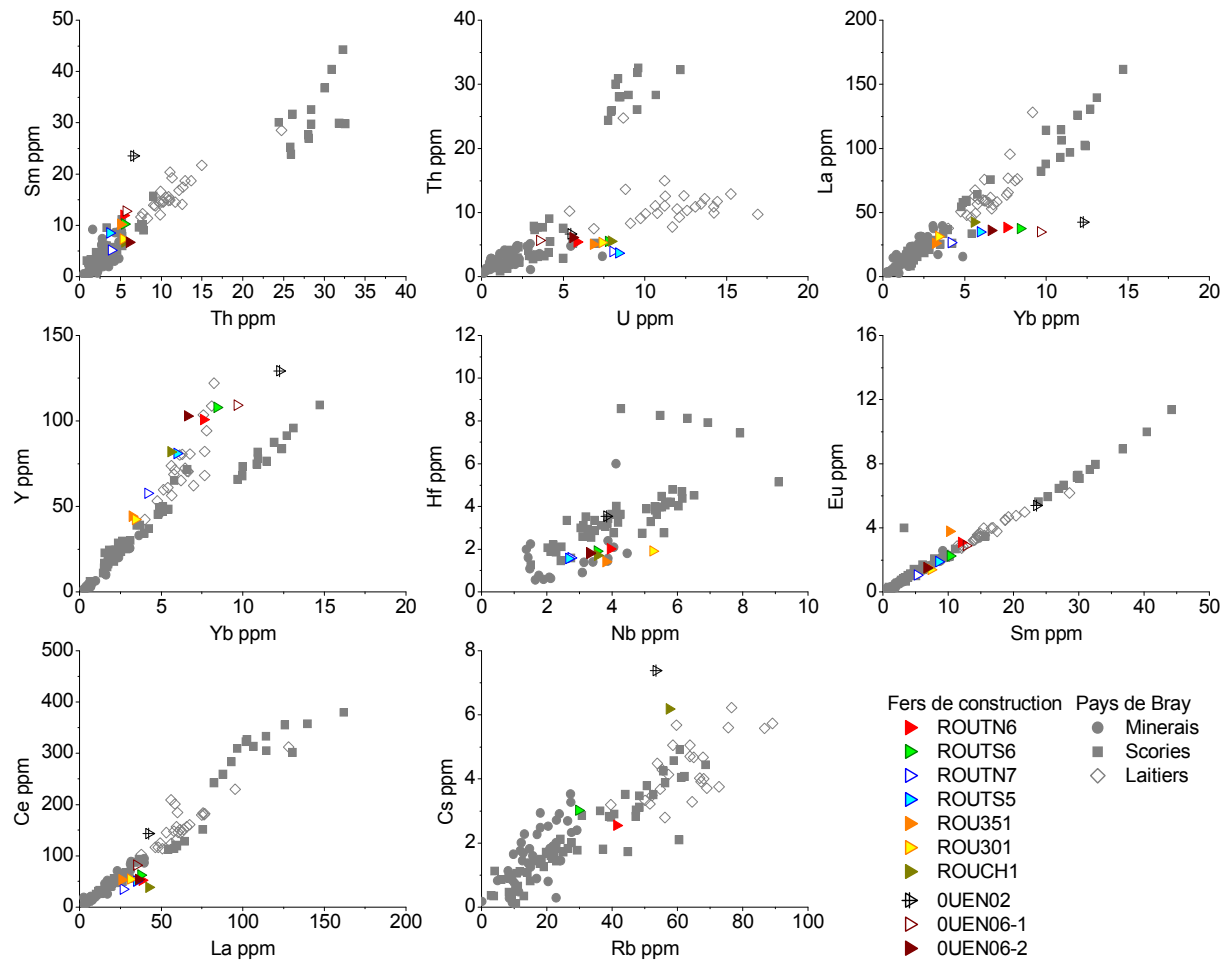 50
40
30
20
10
0
Sm ppm
0 5 10 15 20 25 30 35 40
Th ppm
40
30
20
10
0
Th ppm
0 5 10 15 20
U ppm
200
150
100
50
0
La ppm
0 5 10 15 20
Yb ppm
150
100
50
0
Y ppm
0 5 10 15 20
Yb ppm
12
10
8
6
4
2
0
Hf ppm
0 2 4 6 8 10
Nb ppm
16
12
8
4
0
Eu ppm
0 10 20 30 40 50
Sm ppm
500
400
300
200
100
0
Ce ppm
0 50 100 150 200
La ppm
8
6
4
2
0
Cs ppm
0 20 40 60 80 100
Rb ppm
Fers de construction
ROUTN6
ROUTS6
ROUTN7
ROUTS5
ROU351
ROU301
ROUCH1
0UEN02
0UEN06-1
0UEN06-2
Pays de Bray
Minerais
Scories
Laitiers